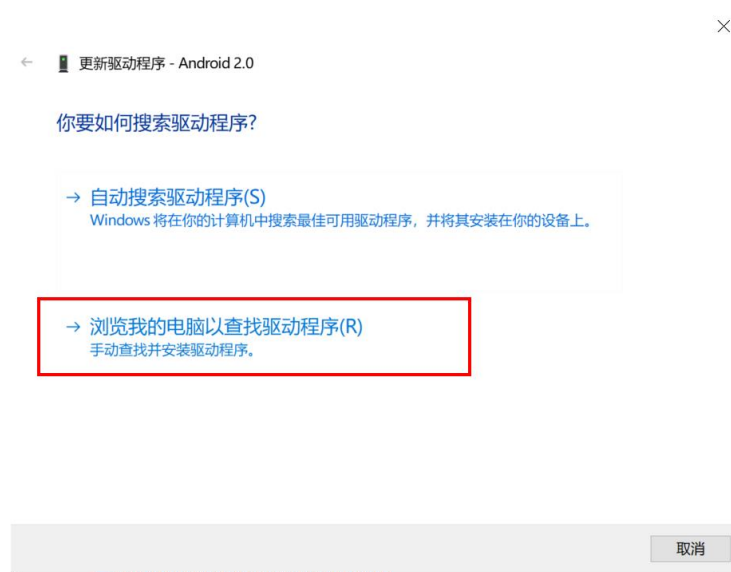 更新驱动程序 - Android 2.0
你要如何搜索驱动程序?
→ 自动搜索驱动程序(S)
Windows 将在你的计算机中搜索最佳可用驱动程序，并将其安装在你的设备上。
→ 浏览我的电脑以查找驱动程序(R)
手动查找并安装驱动程序。
取消